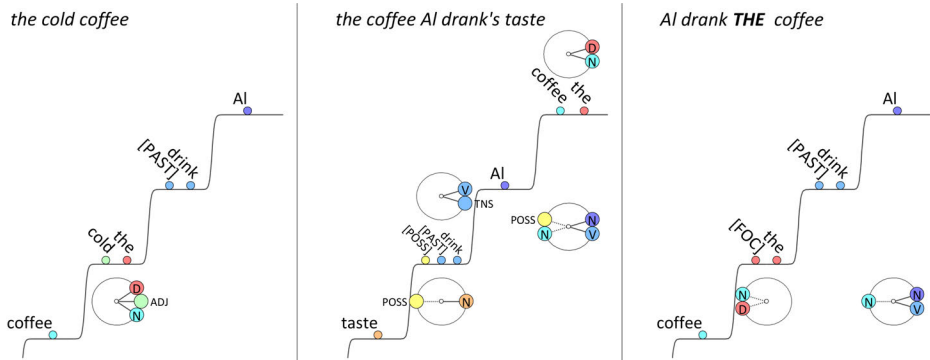 the cold coffee
Al
[PAST]
drink
cold
the
D
ADJ
N
coffee
the coffee Al drank's taste
D
N
coffee
the
Al
V
TNS
POSS
N
N
V
[POSS]
[PAST]
drink
POSS
N
taste
Al drank THE coffee
Al
[PAST]
drink
[FOC]
the
N
D
N
N
V
coffee